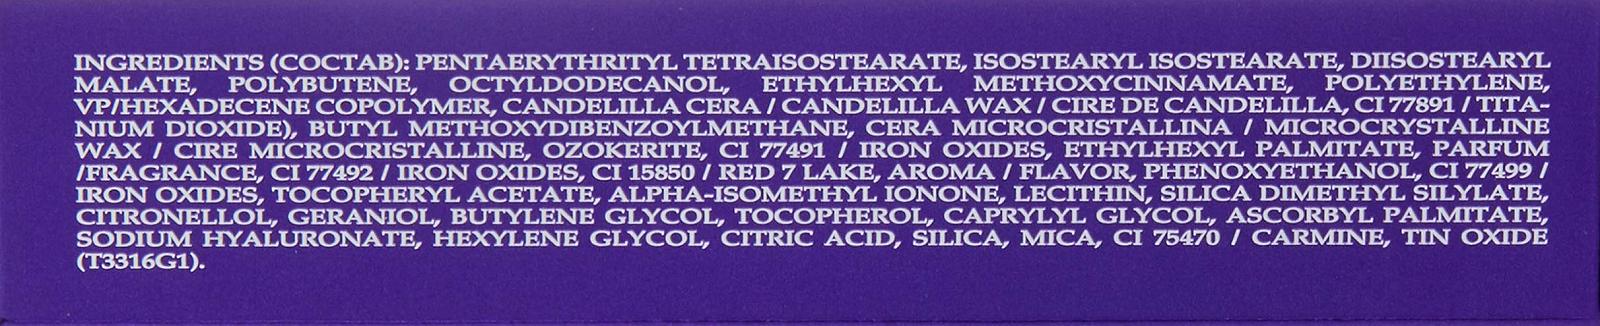 INGREDIENTS (СОСТАВ): PENTAERYTHRITYL TETRAISOSTEARATE, ISOSTEARYL ISOSTEARATE, DIISOSTEARYL
MALATE, POLYBUTENE, OCTYLDODECANOL, ETHYLHEXYL METHOXYCINNAMATE, POLYETHYLENE,
VP/HEXADECENE COPOLYMER, CANDELILLA CERA / CANDELILLA WAX / CIRE DE CANDELILLA, CI 77891 / TITA-
NIUM DIOXIDE), BUTYL METHOXYDIBENZOYLMETHANE, CERA MICROCRISTALLINA / MICROCRYSTALLINE
WAX / CIRE MICROCRISTALLINE, OZOKERITE, CI 77491 / IRON OXIDES, ETHYLHEXYL PALMITATE, PARFUM
/FRAGRANCE, CI 77492 / IRON OXIDES, CI 15850 / RED 7 LAKE, AROMA / FLAVOR, PHENOXYETHANOL, CI 77499 /
IRON OXIDES, TOCOPHERYL ACETATE, ALPHA-ISOMETHYL IONONE, LECITHIN, SILICA DIMETHYL SILYLATE,
CITRONELLOL, GERANIOL, BUTYLENE GLYCOL, TOCOPHEROL, CAPRYLYL GLYCOL, ASCORBYL PALMITATE,
SODIUM HYALURONATE, HEXYLENE GLYCOL, CITRIC ACID, SILICA, MICA, CI 75470 / CARMINE, TIN OXIDE
(T3316G1).